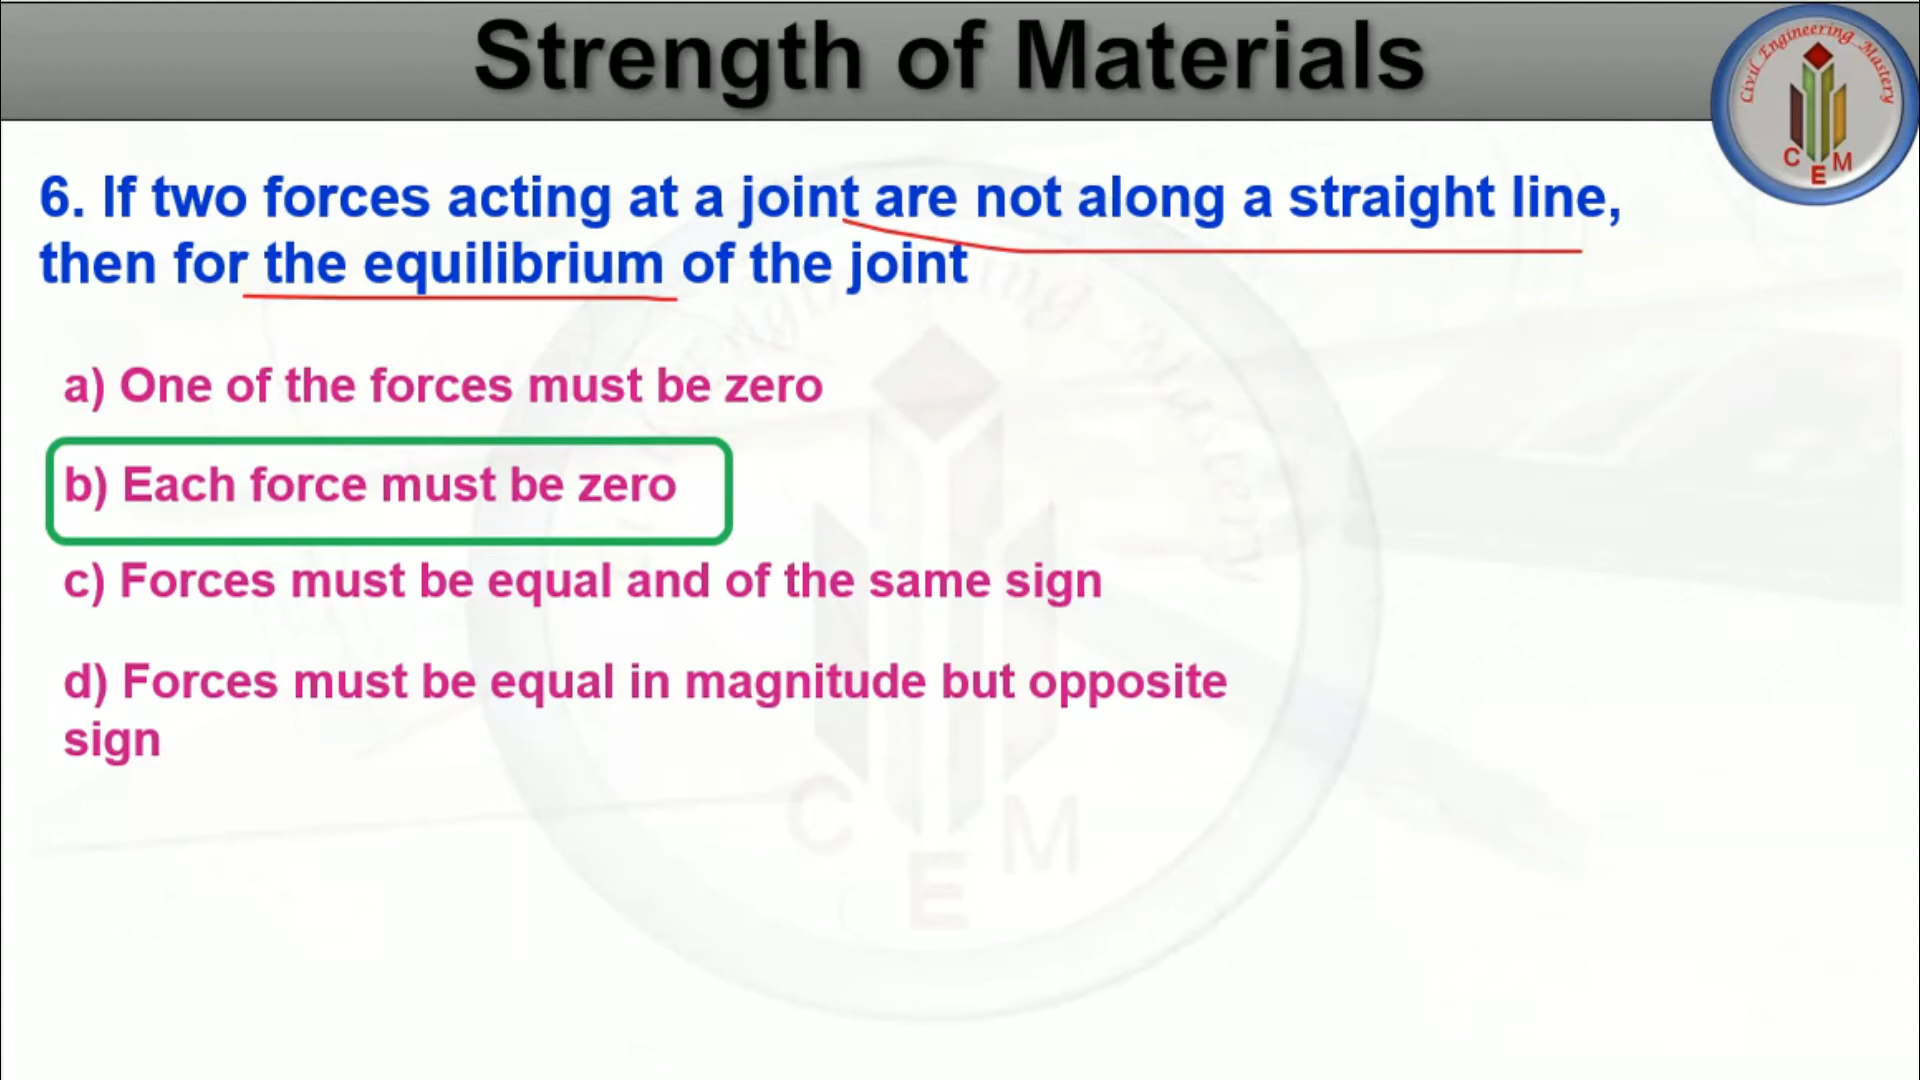 Strength of Materials
Civil Engineering Mastery
C E M
6. If two forces acting at a joint are not along a straight line,
then for the equilibrium of the joint
a) One of the forces must be zero
b) Each force must be zero
c) Forces must be equal and of the same sign
d) Forces must be equal in magnitude but opposite
sign
C E M